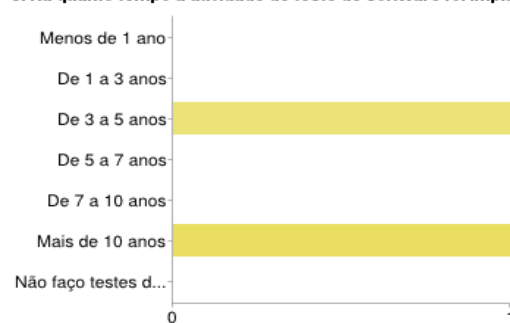 Menos de 1 ano
De 1 a 3 anos
De 3 a 5 anos
De 5 a 7 anos
De 7 a 10 anos
Mais de 10 anos
Não faço testes d...
0